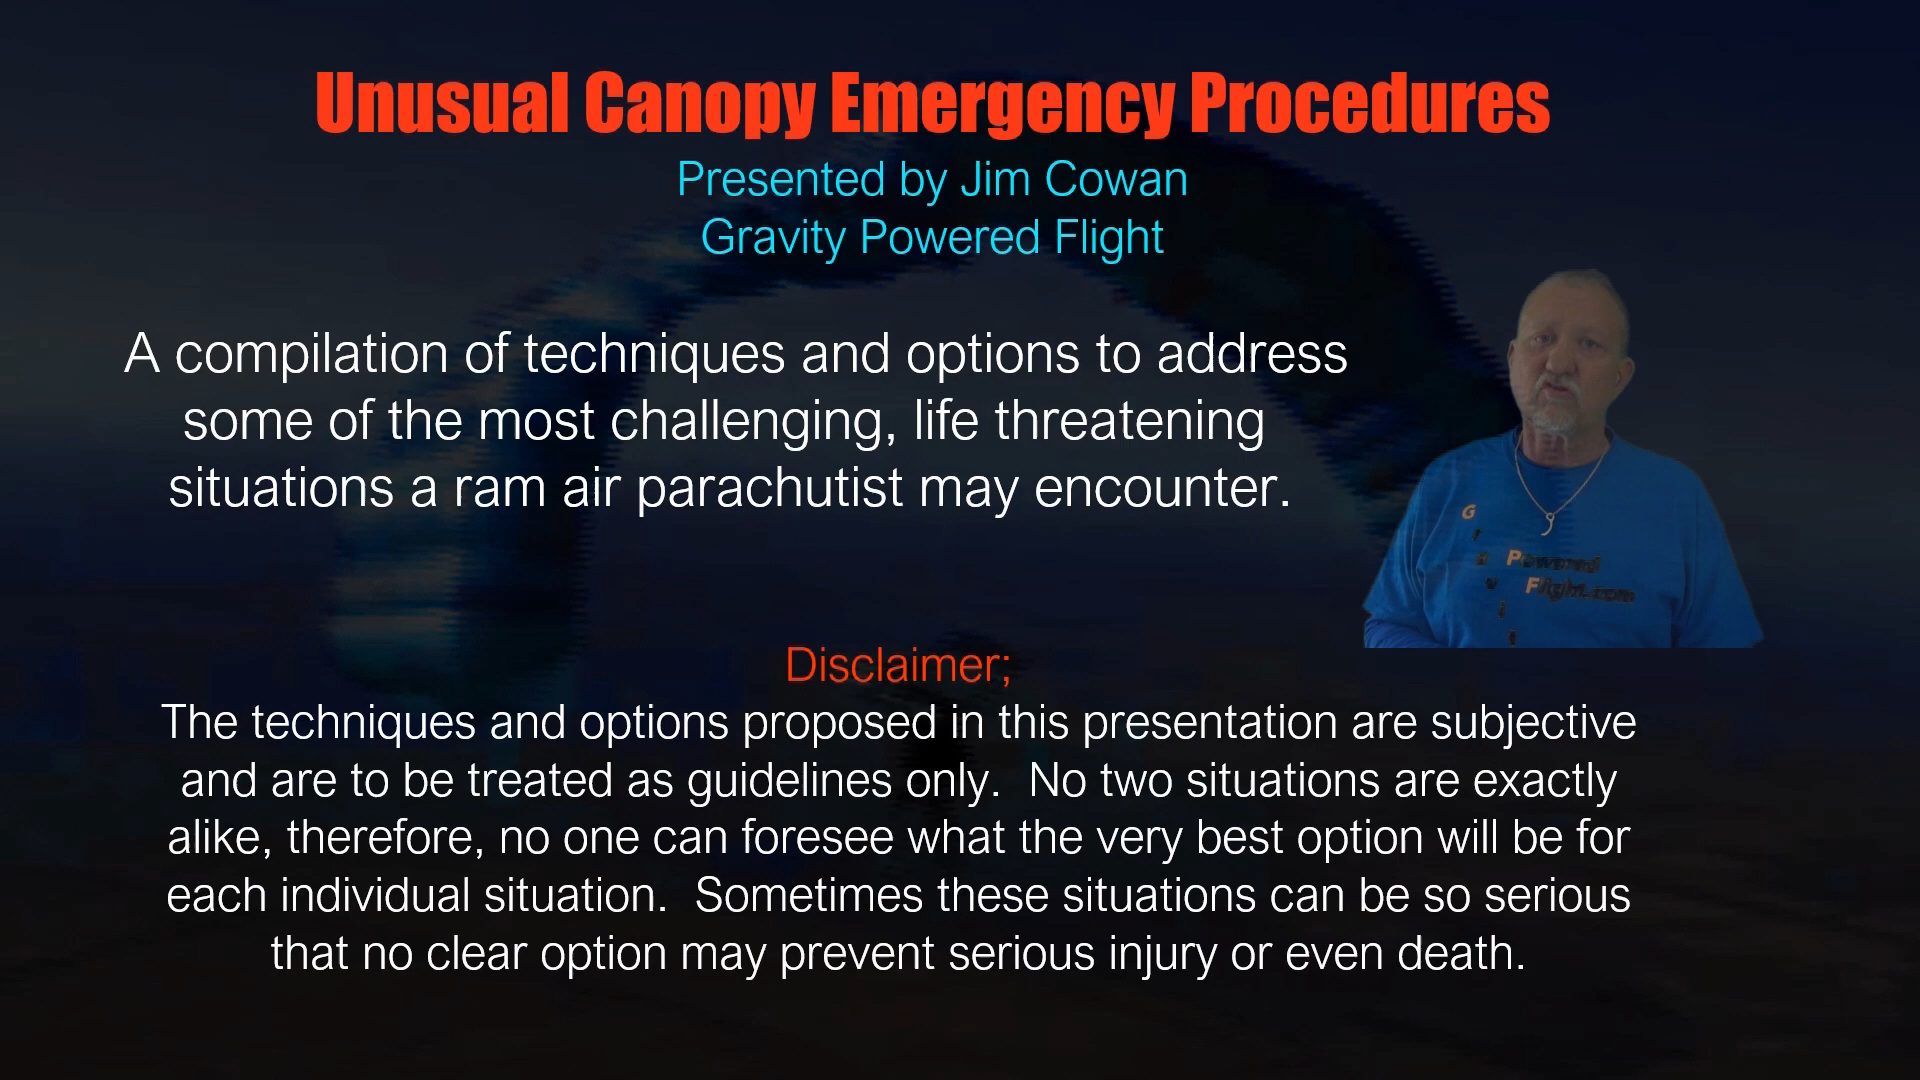 Unusual Canopy Emergency Procedures
Presented by Jim Cowan
Gravity Powered Flight
A compilation of techniques and options to address
some of the most challenging, life threatening
situations a ram air parachutist may encounter.
G
Powered
Flight.com
Disclaimer;
The techniques and options proposed in this presentation are subjective
and are to be treated as guidelines only.  No two situations are exactly
alike, therefore, no one can foresee what the very best option will be for
each individual situation.  Sometimes these situations can be so serious
that no clear option may prevent serious injury or even death.